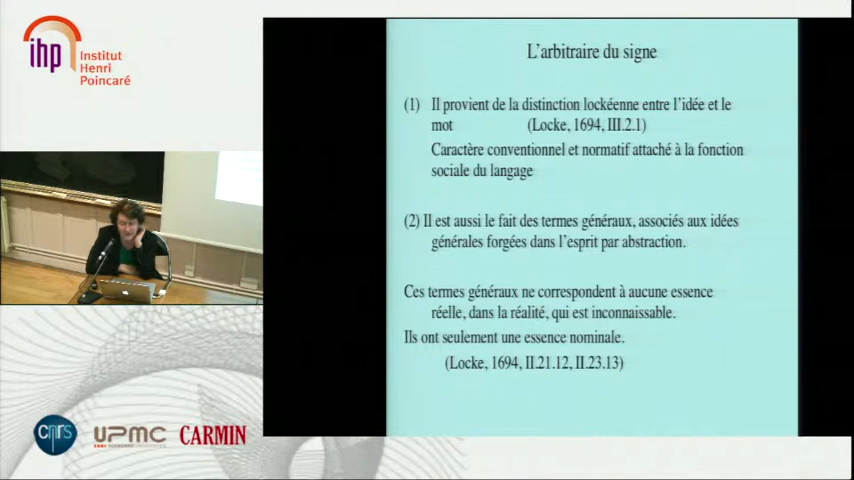 ihp
Institut
Henri
Poincaré
L'arbitraire du signe
(1) Il provient de la distinction lockéenne entre l'idée et le
mot (Locke, 1694, III.2.1)
Caractère conventionnel et normatif attaché à la fonction
sociale du langage
(2) Il est aussi le fait des termes généraux, associés aux idées
générales forgées dans l'esprit par abstraction.
Ces termes généraux ne correspondent à aucune essence
réelle, dans la réalité, qui est inconnaissable.
Ils ont seulement une essence nominale.
(Locke, 1694, II.21.12, II.23.13)
cnrs
UPMC
CARMIN